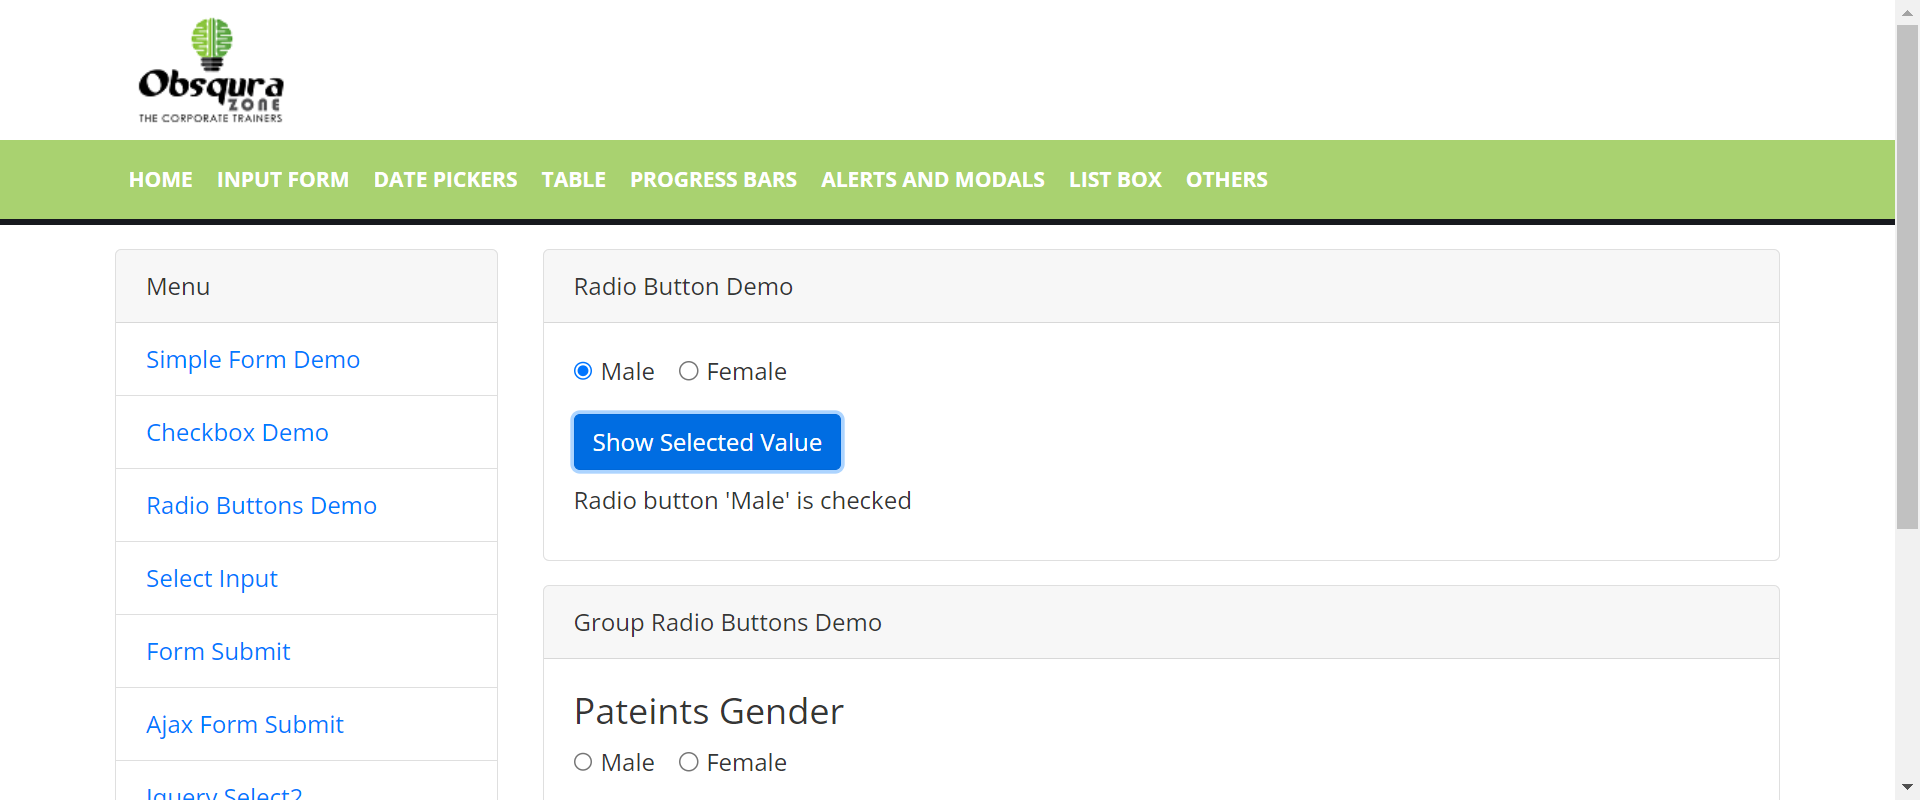 Obsqura
ZONE
THE CORPORATE TRAINERS
HOME INPUT FORM DATE PICKERS TABLE PROGRESS BARS ALERTS AND MODALS LIST BOX OTHERS
Menu
Simple Form Demo
Checkbox Demo
Radio Buttons Demo
Select Input
Form Submit
Ajax Form Submit
Jquery Select2
Radio Button Demo
Male Female
Show Selected Value
Radio button 'Male' is checked
Group Radio Buttons Demo
Pateints Gender
Male Female